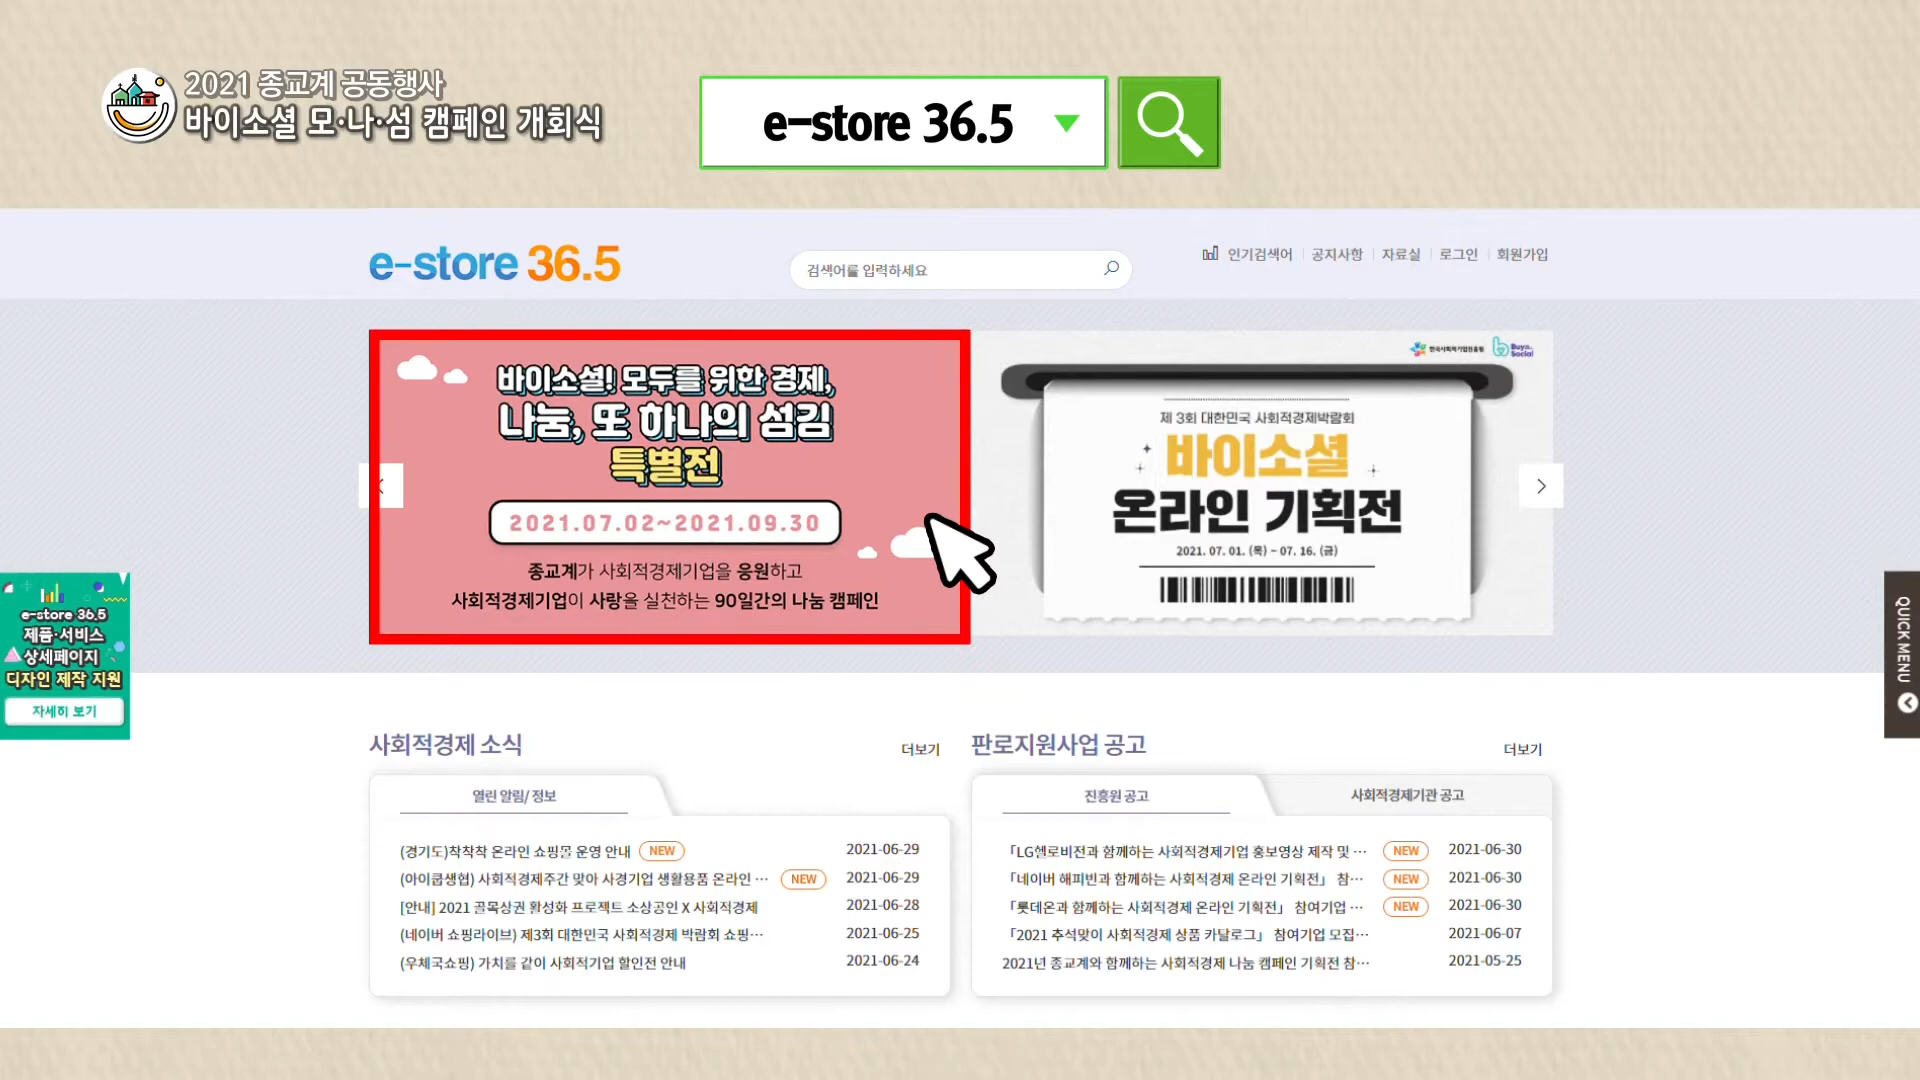 2021 종교계 공동행사
바이소셜 모·나·섬 캠페인 개회식
e-store 36.5
e-store 36.5
검색어를 입력하세요
인기검색어
공지사항
자료실
로그인
회원가입
바이소셜! 모두를 위한 경제,
나눔, 또 하나의 섬김
특별전
2021.07.02~2021.09.30
종교계가 사회적경제기업을 응원하고
사회적경제기업이 사랑을 실천하는 90일간의 나눔 캠페인
한국사회적기업진흥원
Buy
Social
제 3회 대한민국 사회적경제박람회
바이소셜
온라인 기획전
2021. 07. 01. (목) - 07. 16. (금)
e-store 36.5
제품·서비스
상세페이지
디자인 제작 지원
자세히 보기
QUICK MENU
사회적경제 소식
더보기
열린 알림/ 정보
(경기도)착착착 온라인 쇼핑몰 운영 안내 NEW 2021-06-29
(아이쿱생협) 사회적경제주간 맞아 사경기업 생활용품 온라인 … NEW 2021-06-29
[안내] 2021 골목상권 활성화 프로젝트 소상공인 X 사회적경제 2021-06-28
(네이버 쇼핑라이브) 제3회 대한민국 사회적경제 박람회 쇼핑… 2021-06-25
(우체국쇼핑) 가치를 같이 사회적기업 할인전 안내 2021-06-24
판로지원사업 공고
더보기
진흥원 공고
사회적경제기관 공고
「LG헬로비전과 함께하는 사회적경제기업 홍보영상 제작 및 … NEW 2021-06-30
「네이버 해피빈과 함께하는 사회적경제 온라인 기획전」 참… NEW 2021-06-30
「롯데온과 함께하는 사회적경제 온라인 기획전」 참여기업 … NEW 2021-06-30
「2021 추석맞이 사회적경제 상품 카달로그」 참여기업 모집… 2021-06-07
2021년 종교계와 함께하는 사회적경제 나눔 캠페인 기획전 참… 2021-05-25